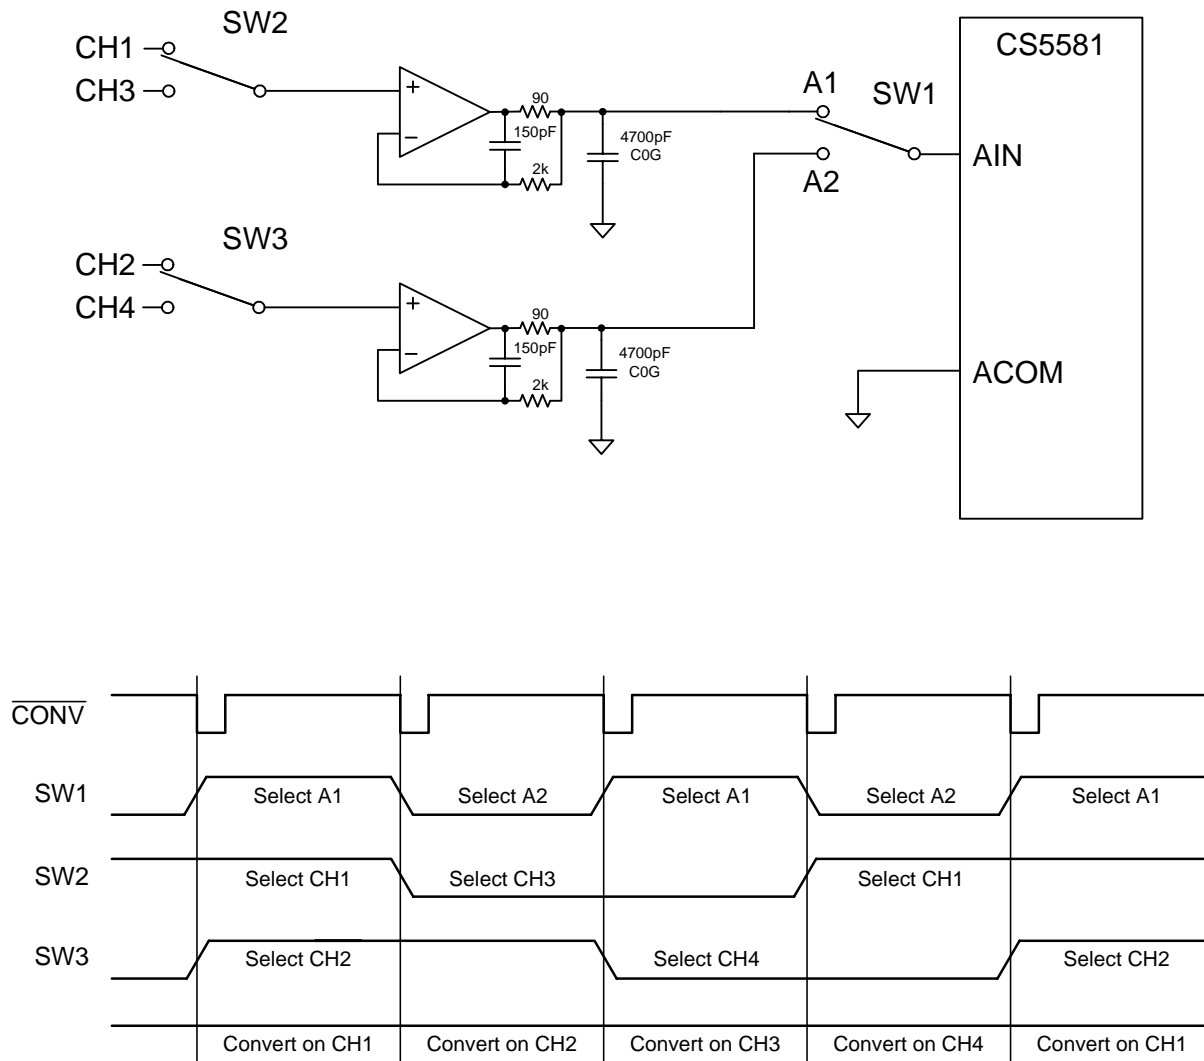 SW2
CH1
CH3
+
−
90
150pF
2k
4700pF
C0G
A1
A2
SW1
CS5581
AIN
ACOM
SW3
CH2
CH4
+
−
90
150pF
2k
4700pF
C0G
CONV
SW1 Select A1 Select A2 Select A1 Select A2 Select A1
SW2 Select CH1 Select CH3 Select CH1
SW3 Select CH2 Select CH4 Select CH2
Convert on CH1 Convert on CH2 Convert on CH3 Convert on CH4 Convert on CH1